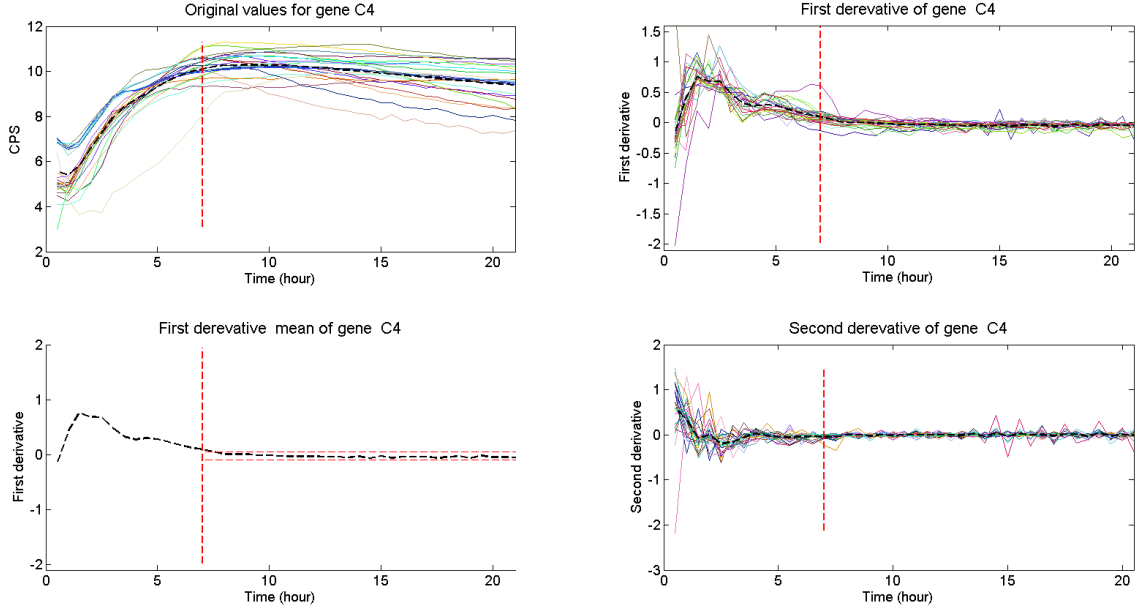 Original values for gene C4
12
10
8
6
4
2
CPS
0 5 10 15 20
Time (hour)
First derevative of gene C4
1.5
1
0.5
0
-0.5
-1
-1.5
-2
First derivative
0 5 10 15 20
Time (hour)
First derevative mean of gene C4
2
1
0
-1
-2
First derivative
0 5 10 15 20
Time (hour)
Second derevative of gene C4
2
1
0
-1
-2
-3
Second derivative
0 5 10 15 20
Time (hour)